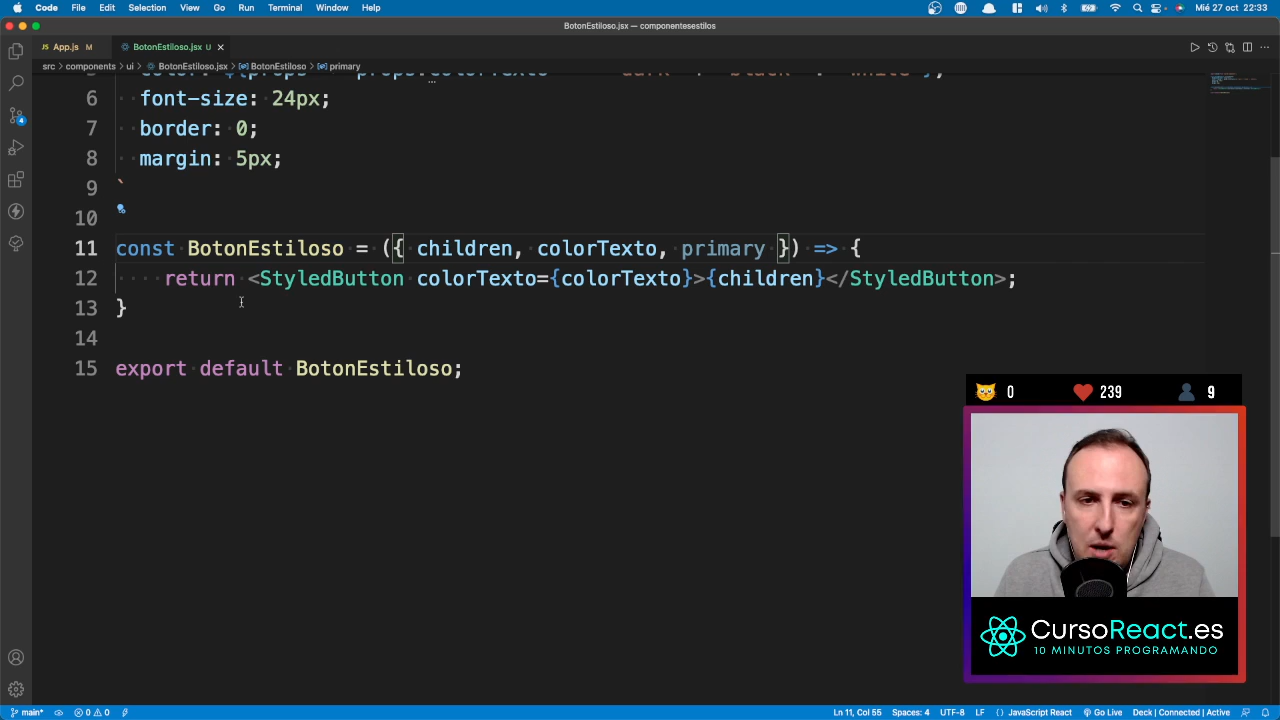 Code File Edit Selection View Go Run Terminal Window Help
Mié 27 oct 22:33
BotonEstiloso.jsx — componentesestilos
JS App.js M
BotonEstiloso.jsx U
src > components > ui > BotonEstiloso.jsx > BotonEstiloso > primary
6 font-size: 24px;
7 border: 0;
8 margin: 5px;
9 `
10
11 const BotonEstiloso = ({ children, colorTexto, primary }) => {
12 return <StyledButton colorTexto={colorTexto}>{children}</StyledButton>;
13 }
14
15 export default BotonEstiloso;
4
0 239 9
CursoReact.es
10 MINUTOS PROGRAMANDO
main* 0 0 Ln 11, Col 55 Spaces: 4 UTF-8 LF { } JavaScript React Go Live Deck | Connected | Active